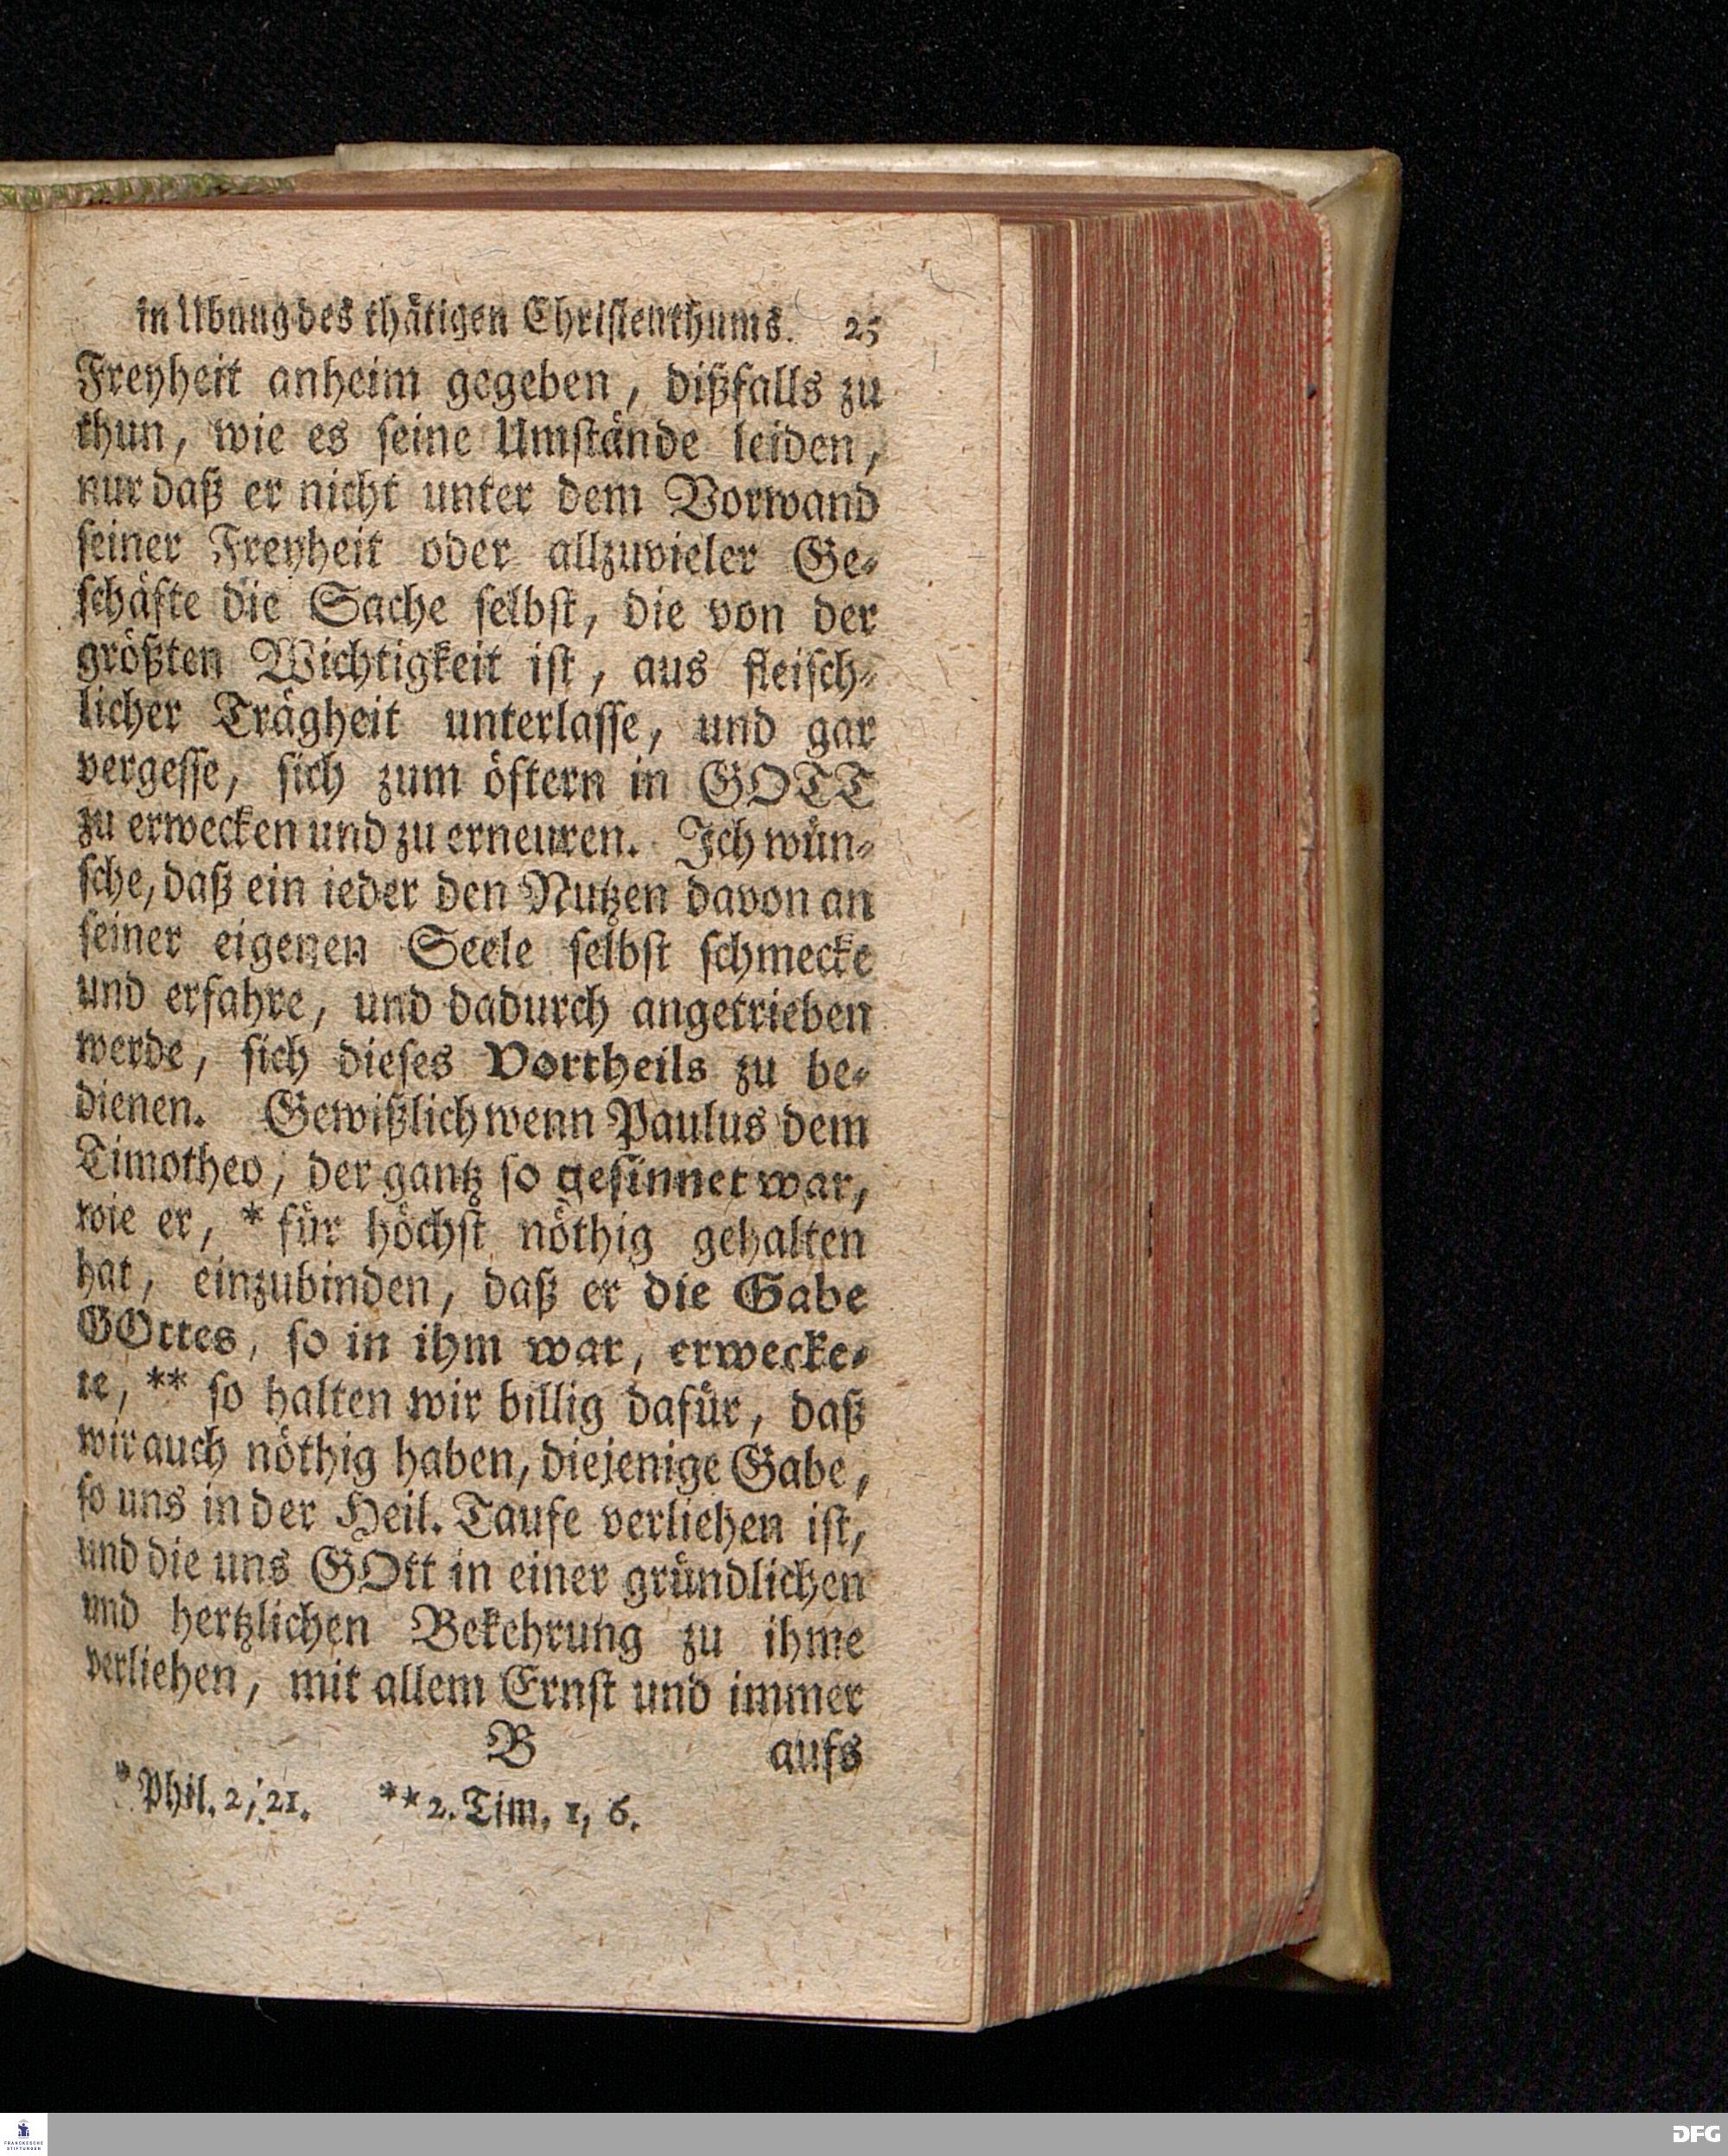 in Übung des thätigen Christenthums. 25
Freyheit anheim gegeben, dißfalls zu
thun, wie es seine Umstände leiden,
nur daß er nicht unter dem Vorwand
seiner Freyheit oder allzuvieler Ge-
schäfte die Sache selbst, die von der
größten Wichtigkeit ist, aus fleisch-
licher Trägheit unterlasse, und gar
vergesse, sich zum öftern in GOTT
zu erwecken und zu erneuren. Ich wün-
sche, daß ein ieder den Nutzen davon an
seiner eigenen Seele selbst schmecke
und erfahre, und dadurch angetrieben
werde, sich dieses Vortheils zu be-
dienen. Gewißlich wenn Paulus dem
Timotheo, der gantz so gesinnet war,
wie er, * für höchst nöthig gehalten
hat, einzubinden, daß er die Gabe
GOttes, so in ihm war, erwecke-
te, ** so halten wir billig dafür, daß
wir auch nöthig haben, diejenige Gabe,
so uns in der Heil. Taufe verliehen ist,
und die uns GOtt in einer gründlichen
und hertzlichen Bekehrung zu ihme
verliehen, mit allem Ernst und immer
B aufs
* Phil. 2, 21. ** 2. Tim. 1, 6.
FRANCKESCHE
STIFTUNGEN
DFG